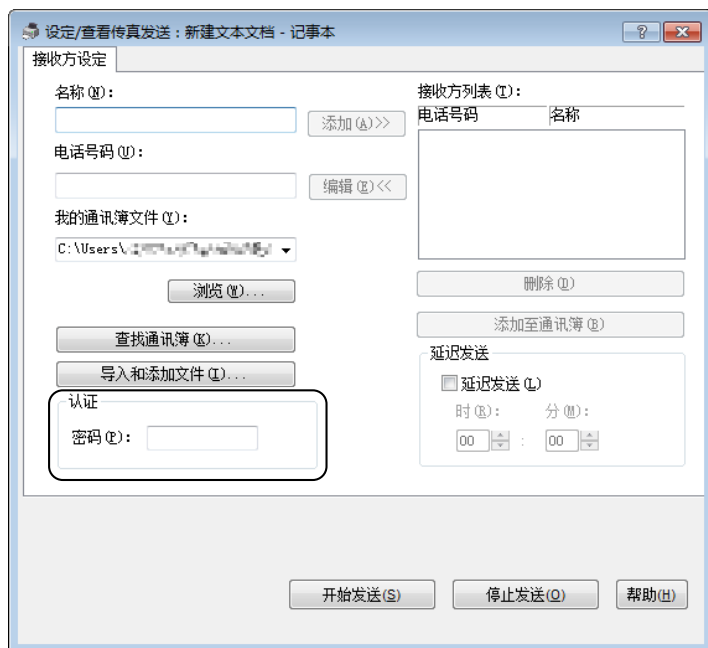 设定/查看传真发送：新建文本文档 - 记事本
接收方设定
名称(N)：
添加(A)>>
电话号码(U)：
编辑(E)<<
我的通讯簿文件(Y)：
C:\Users\
浏览(W)...
查找通讯簿(K)...
导入和添加文件(I)...
认证
密码(P)：
接收方列表(T)：
电话号码 名称
删除(D)
添加至通讯簿(B)
延迟发送
延迟发送(L)
时(R)： 分(M)：
00 : 00
开始发送(S) 停止发送(O) 帮助(H)